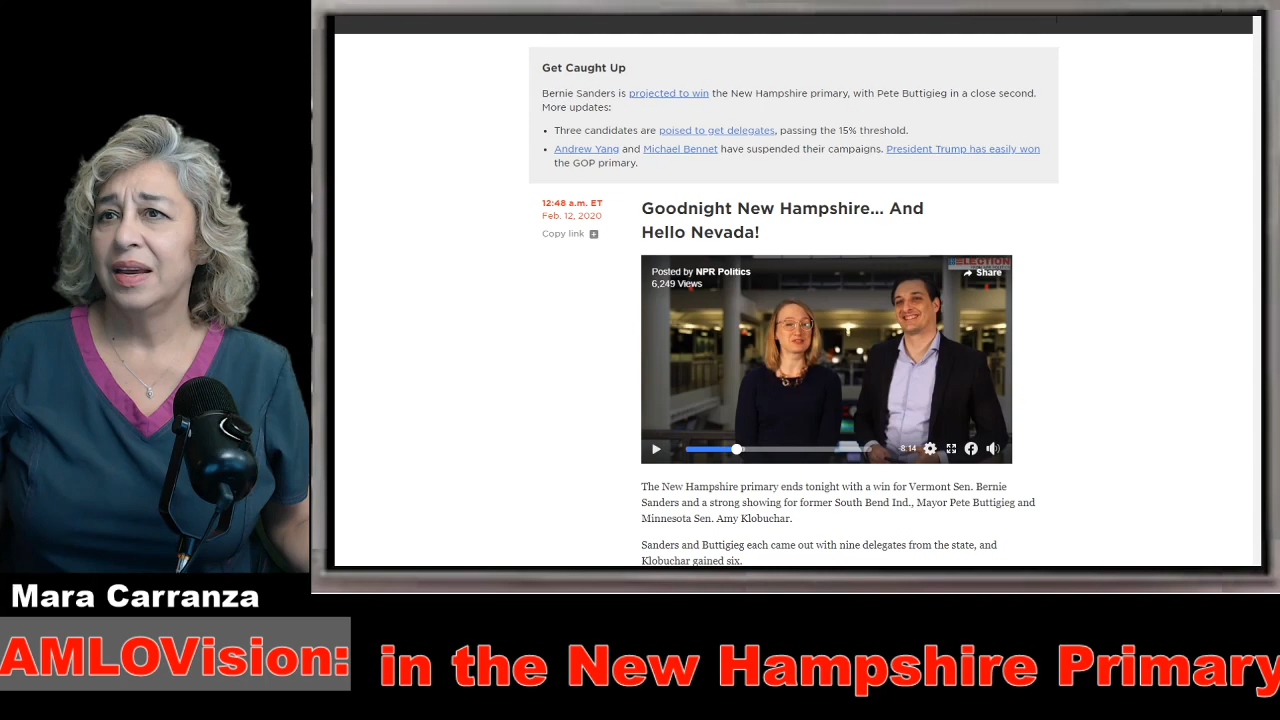 Get Caught Up
Bernie Sanders is projected to win the New Hampshire primary, with Pete Buttigieg in a close second.
More updates:
• Three candidates are poised to get delegates, passing the 15% threshold.
• Andrew Yang and Michael Bennet have suspended their campaigns. President Trump has easily won
the GOP primary.
12:48 a.m. ET
Feb. 12, 2020
Copy link
Goodnight New Hampshire... And
Hello Nevada!
Posted by NPR Politics
6,249 Views
ELECTION
Share
-8:14
The New Hampshire primary ends tonight with a win for Vermont Sen. Bernie
Sanders and a strong showing for former South Bend Ind., Mayor Pete Buttigieg and
Minnesota Sen. Amy Klobuchar.
Sanders and Buttigieg each came out with nine delegates from the state, and
Klobuchar gained six.
Mara Carranza
AMLOVision:
in the New Hampshire Primary